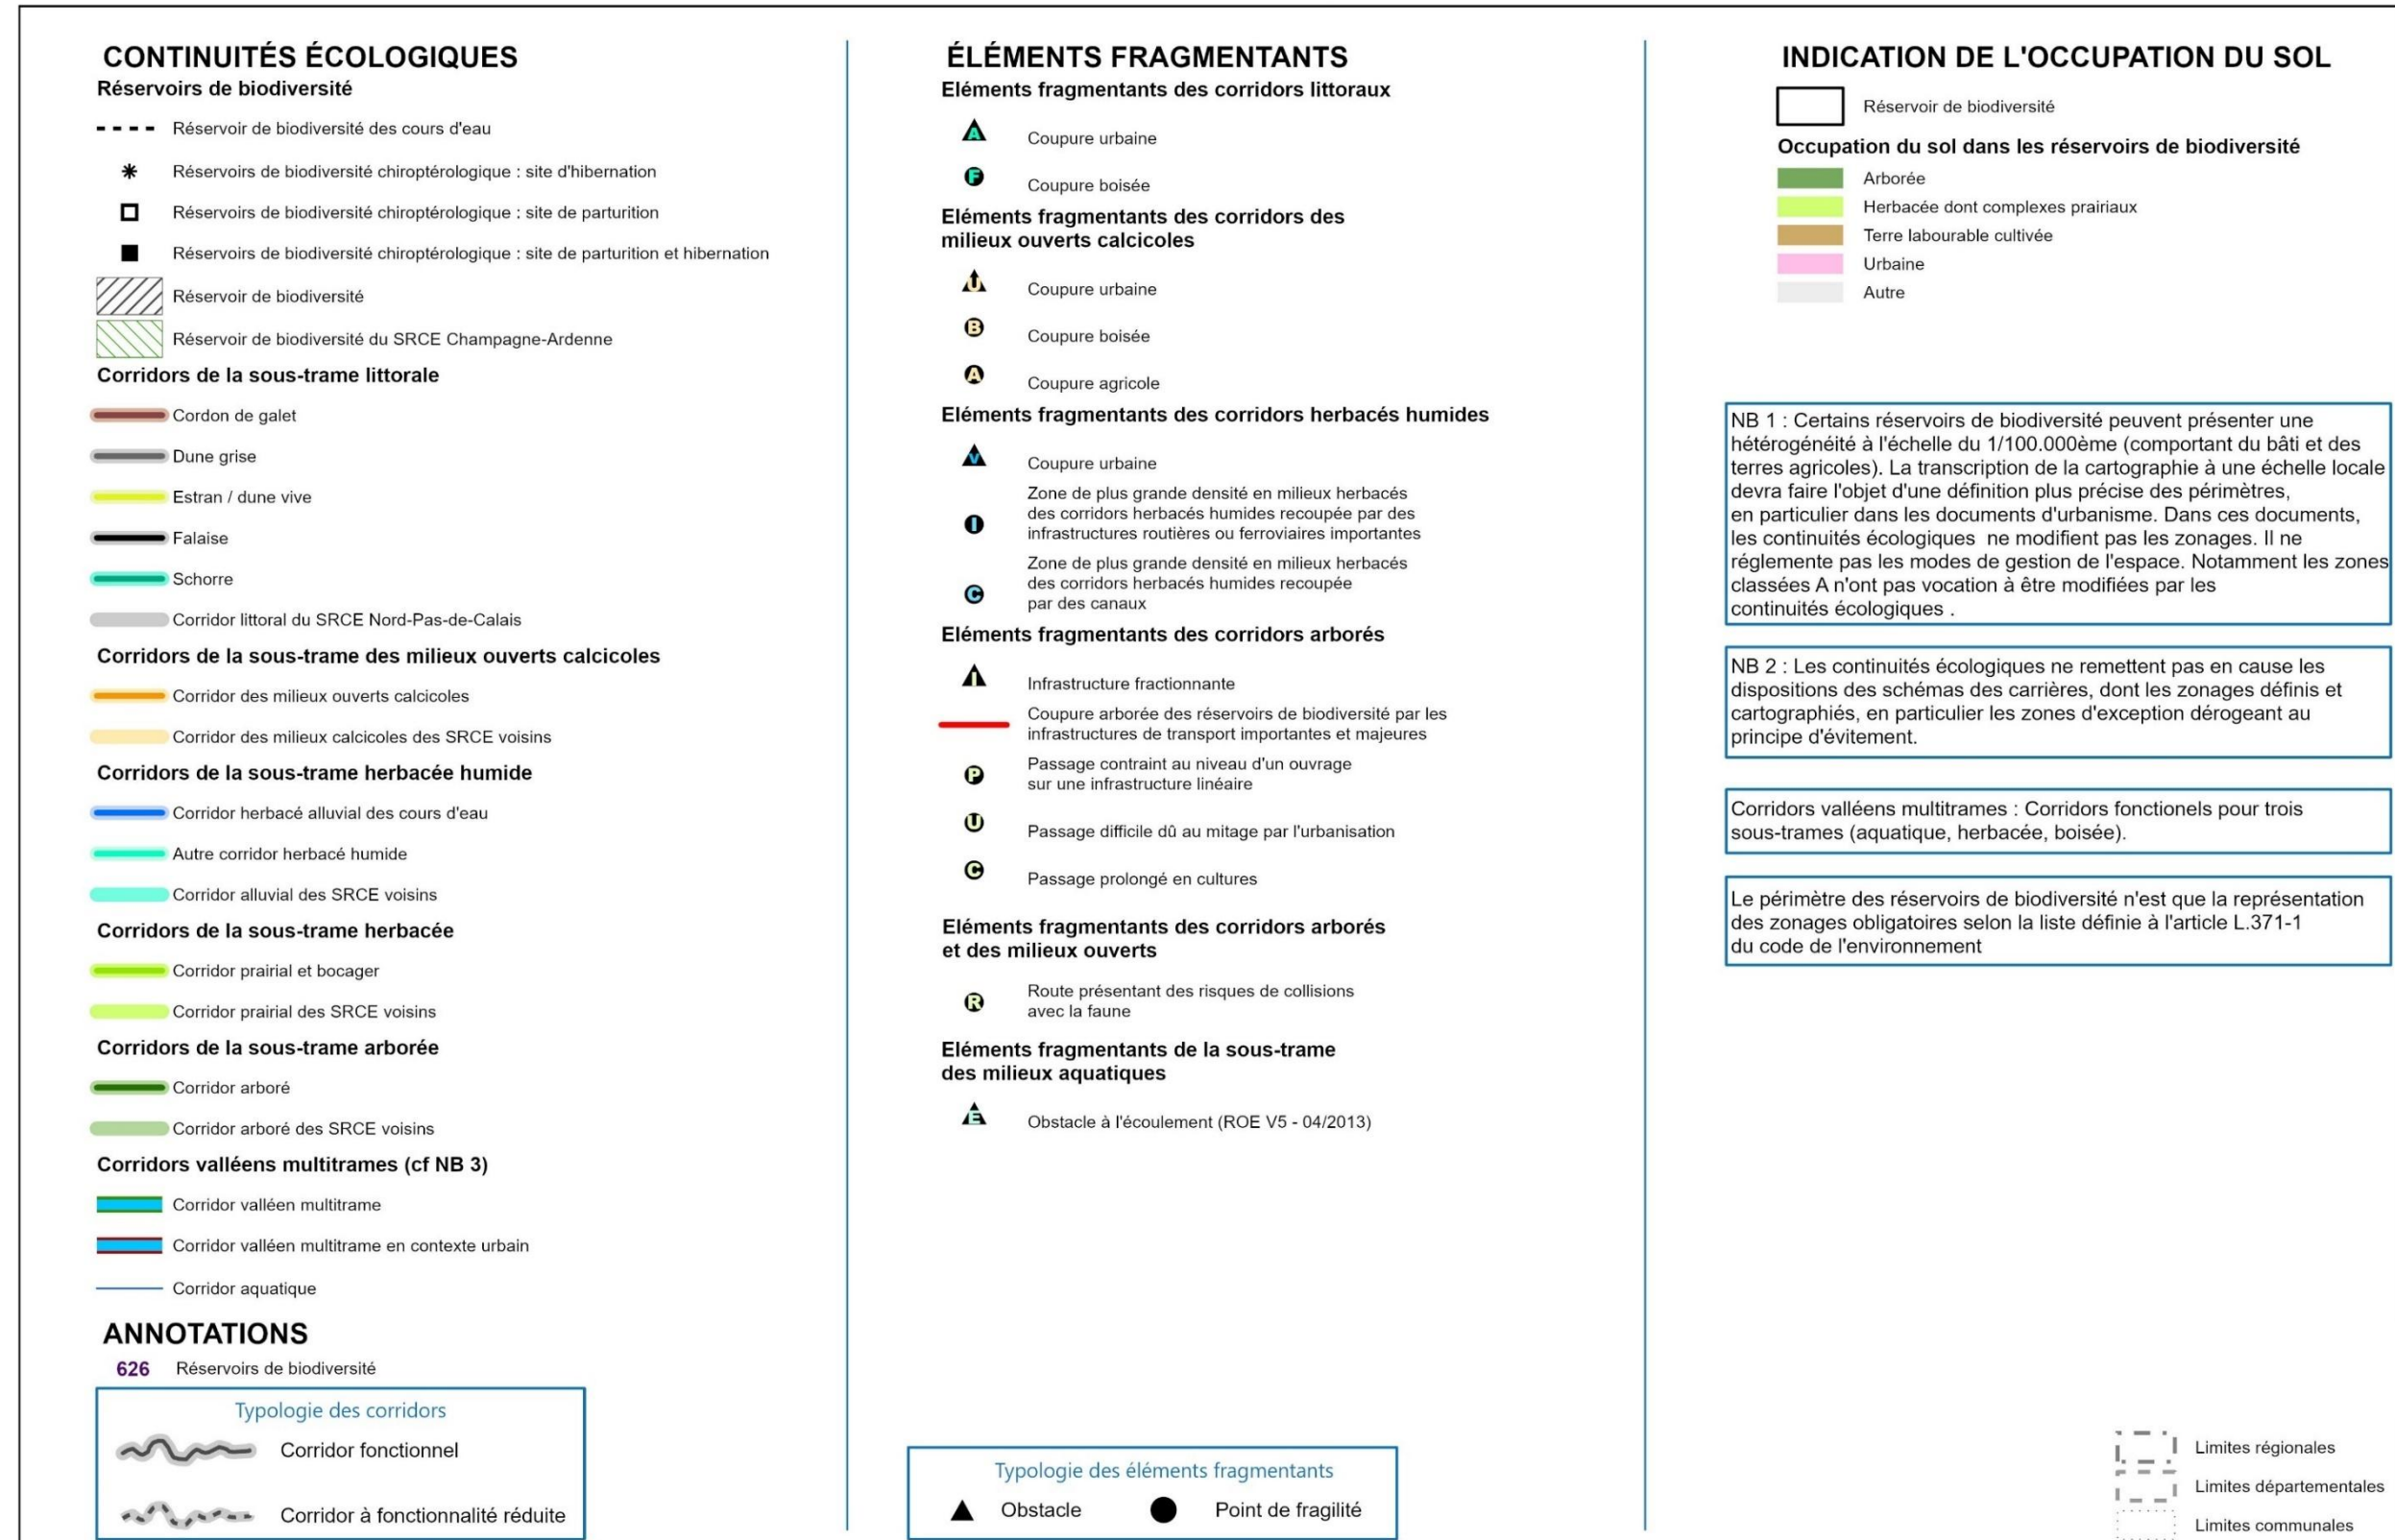 CONTINUITÉS ÉCOLOGIQUES
Réservoirs de biodiversité
Réservoir de biodiversité des cours d'eau
Réservoirs de biodiversité chiroptérologique : site d'hibernation
Réservoirs de biodiversité chiroptérologique : site de parturition
Réservoirs de biodiversité chiroptérologique : site de parturition et hibernation
Réservoir de biodiversité
Réservoir de biodiversité du SRCE Champagne-Ardenne
Corridors de la sous-trame littorale
Cordon de galet
Dune grise
Estran / dune vive
Falaise
Schorre
Corridor littoral du SRCE Nord-Pas-de-Calais
Corridors de la sous-trame des milieux ouverts calcicoles
Corridor des milieux ouverts calcicoles
Corridor des milieux calcicoles des SRCE voisins
Corridors de la sous-trame herbacée humide
Corridor herbacé alluvial des cours d'eau
Autre corridor herbacé humide
Corridor alluvial des SRCE voisins
Corridors de la sous-trame herbacée
Corridor prairial et bocager
Corridor prairial des SRCE voisins
Corridors de la sous-trame arborée
Corridor arboré
Corridor arboré des SRCE voisins
Corridors valléens multitrames (cf NB 3)
Corridor valléen multitrame
Corridor valléen multitrame en contexte urbain
Corridor aquatique
ANNOTATIONS
626 Réservoirs de biodiversité
Typologie des corridors
Corridor fonctionnel
Corridor à fonctionnalité réduite
ÉLÉMENTS FRAGMENTANTS
Eléments fragmentants des corridors littoraux
A Coupure urbaine
F Coupure boisée
Eléments fragmentants des corridors des
milieux ouverts calcicoles
U Coupure urbaine
B Coupure boisée
A Coupure agricole
Eléments fragmentants des corridors herbacés humides
V Coupure urbaine
Zone de plus grande densité en milieux herbacés
des corridors herbacés humides recoupée par des
I infrastructures routières ou ferroviaires importantes
Zone de plus grande densité en milieux herbacés
des corridors herbacés humides recoupée
C par des canaux
Eléments fragmentants des corridors arborés
I Infrastructure fractionnante
Coupure arborée des réservoirs de biodiversité par les
infrastructures de transport importantes et majeures
Passage contraint au niveau d'un ouvrage
P sur une infrastructure linéaire
U Passage difficile dû au mitage par l'urbanisation
C Passage prolongé en cultures
Eléments fragmentants des corridors arborés
et des milieux ouverts
R Route présentant des risques de collisions
avec la faune
Eléments fragmentants de la sous-trame
des milieux aquatiques
E Obstacle à l'écoulement (ROE V5 - 04/2013)
Typologie des éléments fragmentants
Obstacle Point de fragilité
INDICATION DE L'OCCUPATION DU SOL
Réservoir de biodiversité
Occupation du sol dans les réservoirs de biodiversité
Arborée
Herbacée dont complexes prairiaux
Terre labourable cultivée
Urbaine
Autre
NB 1 : Certains réservoirs de biodiversité peuvent présenter une
hétérogénéité à l'échelle du 1/100.000ème (comportant du bâti et des
terres agricoles). La transcription de la cartographie à une échelle locale
devra faire l'objet d'une définition plus précise des périmètres,
en particulier dans les documents d'urbanisme. Dans ces documents,
les continuités écologiques ne modifient pas les zonages. Il ne
réglemente pas les modes de gestion de l'espace. Notamment les zones
classées A n'ont pas vocation à être modifiées par les
continuités écologiques .
NB 2 : Les continuités écologiques ne remettent pas en cause les
dispositions des schémas des carrières, dont les zonages définis et
cartographiés, en particulier les zones d'exception dérogeant au
principe d'évitement.
Corridors valléens multitrames : Corridors fonctionels pour trois
sous-trames (aquatique, herbacée, boisée).
Le périmètre des réservoirs de biodiversité n'est que la représentation
des zonages obligatoires selon la liste définie à l'article L.371-1
du code de l'environnement
Limites régionales
Limites départementales
Limites communales